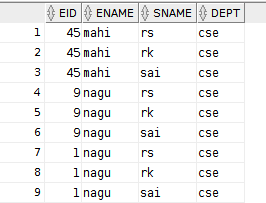 EID ENAME SNAME DEPT
1 45 mahi rs cse
2 45 mahi rk cse
3 45 mahi sai cse
4 9 nagu rs cse
5 9 nagu rk cse
6 9 nagu sai cse
7 1 nagu rs cse
8 1 nagu rk cse
9 1 nagu sai cse